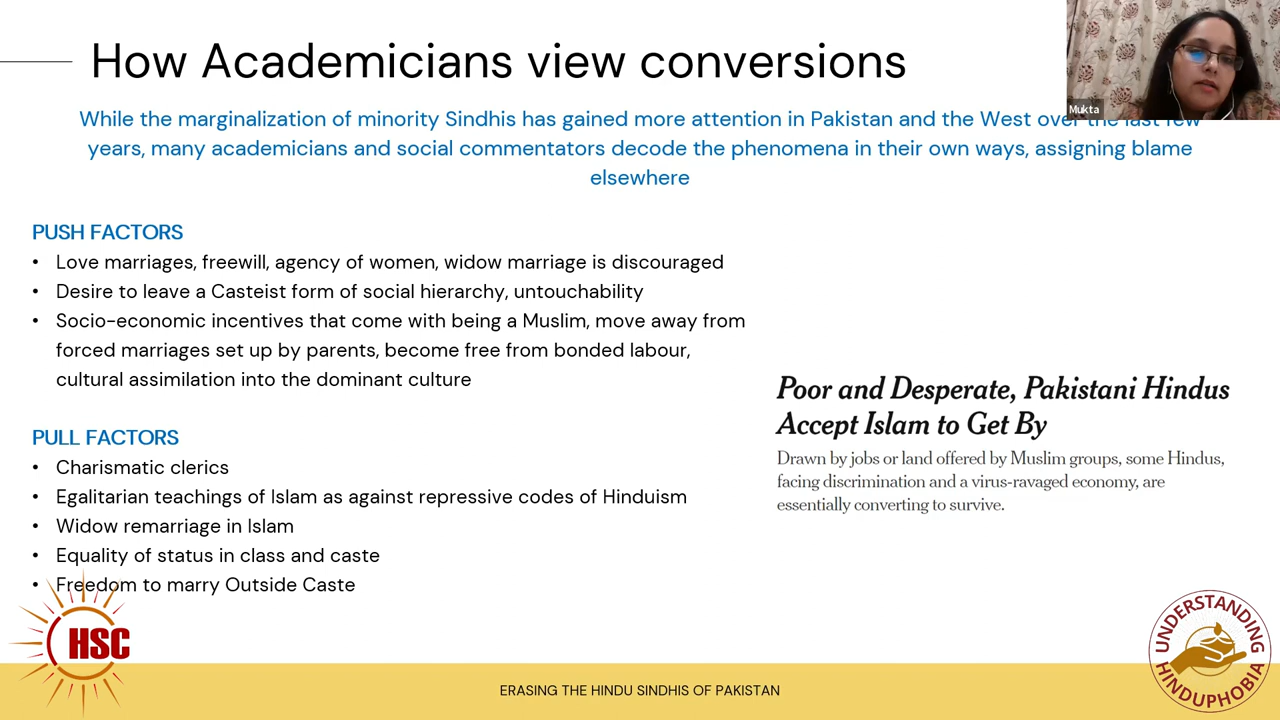 How Academicians view conversions
Mukta
While the marginalization of minority Sindhis has gained more attention in Pakistan and the West over the last few
years, many academicians and social commentators decode the phenomena in their own ways, assigning blame
elsewhere
PUSH FACTORS
• Love marriages, freewill, agency of women, widow marriage is discouraged
• Desire to leave a Casteist form of social hierarchy, untouchability
• Socio-economic incentives that come with being a Muslim, move away from
forced marriages set up by parents, become free from bonded labour,
cultural assimilation into the dominant culture
PULL FACTORS
• Charismatic clerics
• Egalitarian teachings of Islam as against repressive codes of Hinduism
• Widow remarriage in Islam
• Equality of status in class and caste
• Freedom to marry Outside Caste
Poor and Desperate, Pakistani Hindus
Accept Islam to Get By
Drawn by jobs or land offered by Muslim groups, some Hindus,
facing discrimination and a virus-ravaged economy, are
essentially converting to survive.
HSC
ERASING THE HINDU SINDHIS OF PAKISTAN
UNDERSTANDING
HINDUPHOBIA